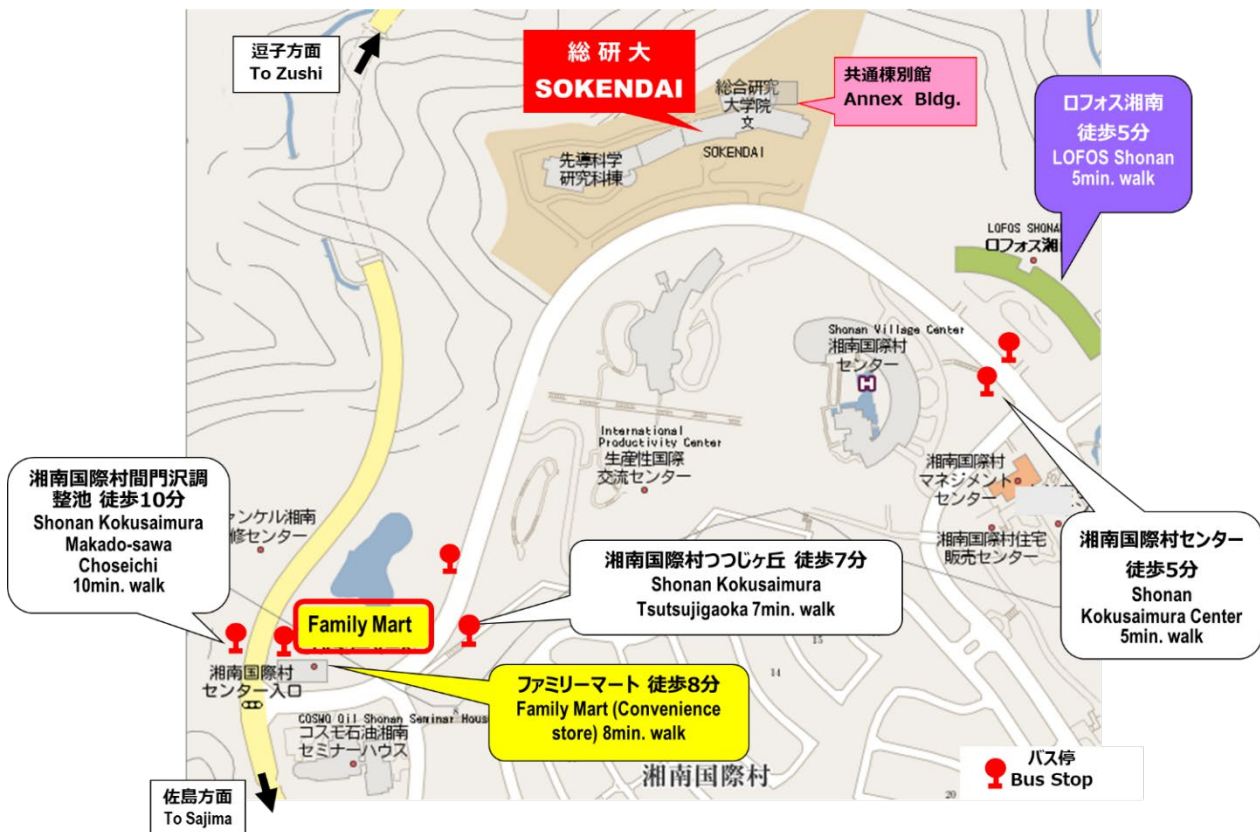 逗子方面
To Zushi
総 研 大
SOKENDAI
総合研究
大学院
文
共通棟別館
Annex Bldg.
ロフォス湘南
徒歩5分
LOFOS Shonan
5min. walk
先導科学
研究科棟
SOKENDAI
LOFOS SHONA
ロフォス湘
Shonan Village Center
湘南国際村
センター
H
International
Productivity Center
生産性国際
交流センター
湘南国際村
マネジメント
センター
湘南国際村住宅
販売センター
湘南国際村間門沢調
整池 徒歩10分
Shonan Kokusaimura
Makado-sawa
Choseichi
10min. walk
ャンケル湘南
修センター
湘南国際村つつじヶ丘 徒歩7分
Shonan Kokusaimura
Tsutsujigaoka 7min. walk
湘南国際村センター
徒歩5分
Shonan
Kokusaimura Center
5min. walk
Family Mart
湘南国際村
センター入口
ファミリーマート 徒歩8分
Family Mart (Convenience
store) 8min. walk
15
14
8
COSMO Oil Shonan Seminar House
コスモ石油湘南
セミナーハウス
湘南国際村
バス停
Bus Stop
20
佐島方面
To Sajima